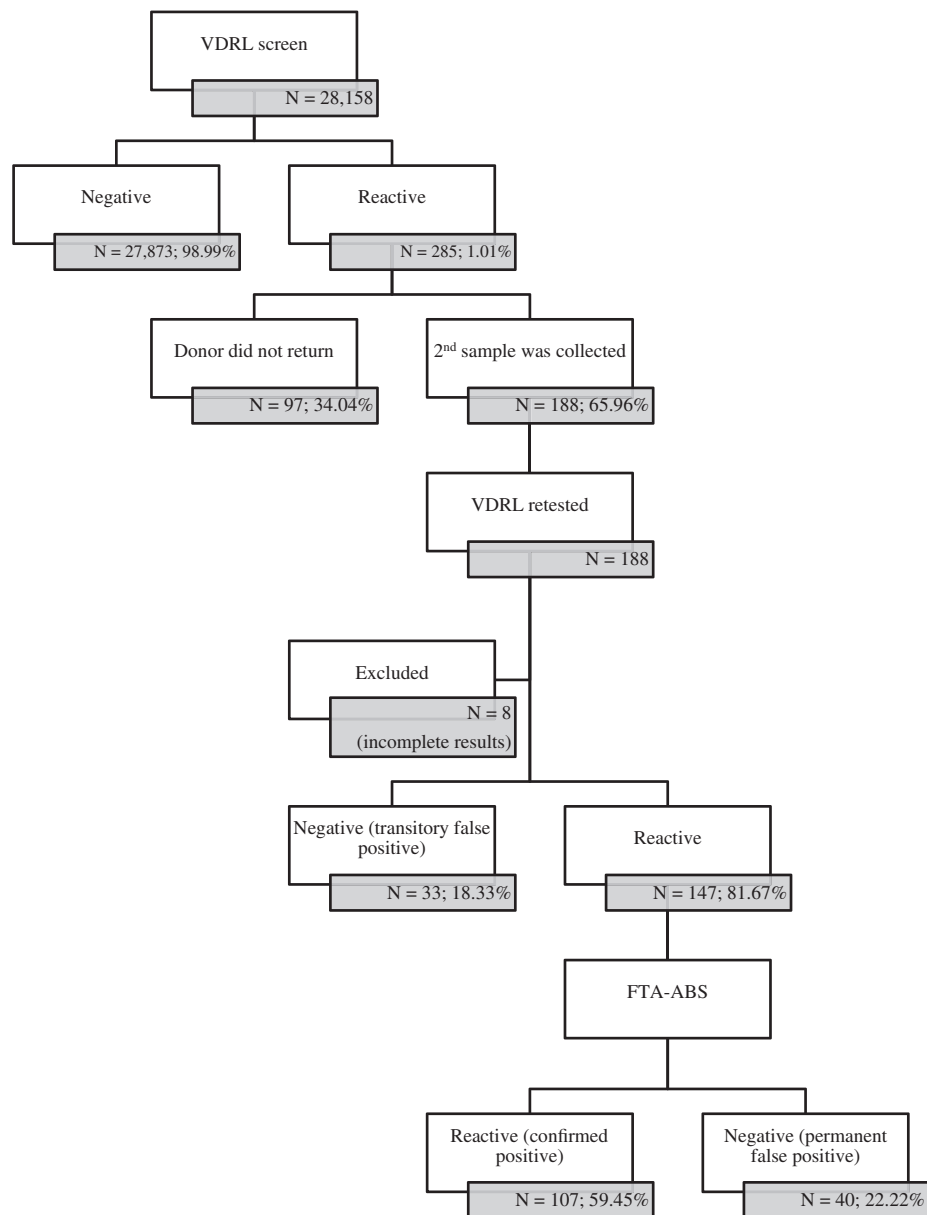 VDRL screen
N = 28,158
Negative
N = 27,873; 98.99%
Reactive
N = 285; 1.01%
Donor did not return
N = 97; 34.04%
2nd sample was collected
N = 188; 65.96%
VDRL retested
N = 188
Excluded
N = 8
(incomplete results)
Negative (transitory false
positive)
N = 33; 18.33%
Reactive
N = 147; 81.67%
FTA-ABS
Reactive (confirmed
positive)
N = 107; 59.45%
Negative (permanent
false positive)
N = 40; 22.22%